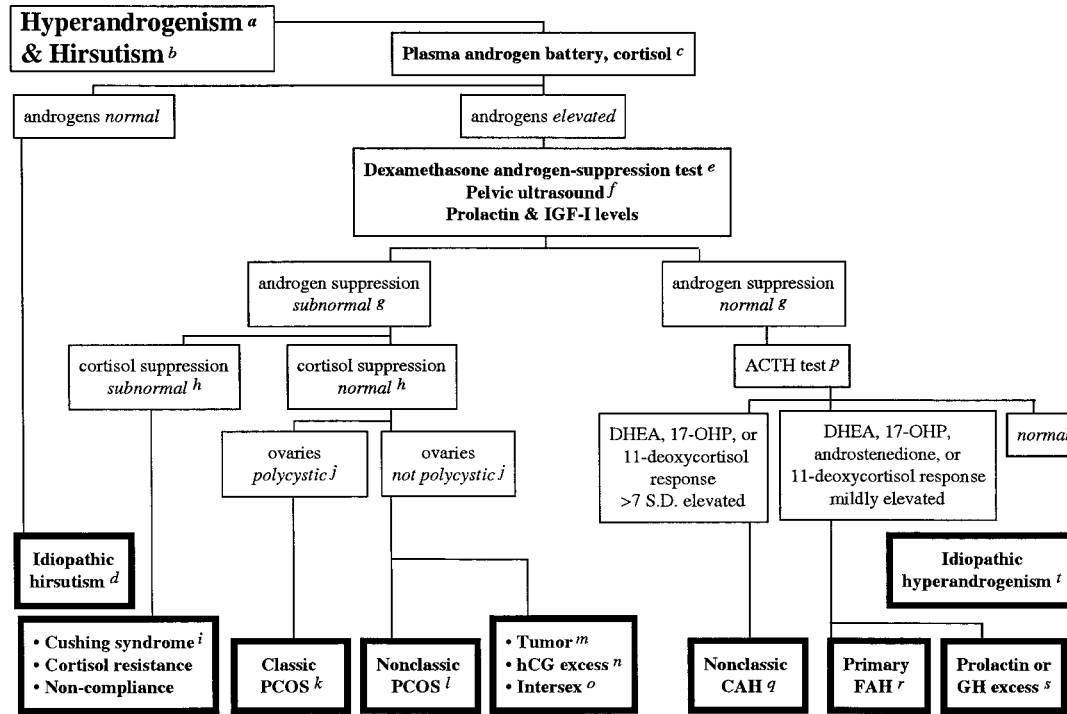 Hyperandrogenism a
& Hirsutism b
Plasma androgen battery, cortisol c
androgens normal
androgens elevated
Dexamethasone androgen-suppression test e
Pelvic ultrasound f
Prolactin & IGF-I levels
androgen suppression
subnormal g
androgen suppression
normal g
cortisol suppression
subnormal h
cortisol suppression
normal h
ACTH test p
ovaries
polycystic j
ovaries
not polycystic j
DHEA, 17-OHP, or
11-deoxycortisol
response
>7 S.D. elevated
DHEA, 17-OHP,
androstenedione, or
11-deoxycortisol response
mildly elevated
normal
Idiopathic
hirsutism d
Idiopathic
hyperandrogenism t
• Cushing syndrome i
• Cortisol resistance
• Non-compliance
Classic
PCOS k
Nonclassic
PCOS l
• Tumor m
• hCG excess n
• Intersex o
Nonclassic
CAH q
Primary
FAH r
Prolactin or
GH excess s